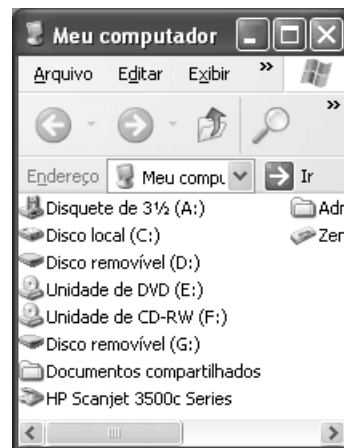 Meu computador
Arquivo Editar Exibir »
»
Endereço Meu compu Ir
Disquete de 3½ (A:) Adr
Disco local (C:) Zer
Disco removível (D:)
Unidade de DVD (E:)
Unidade de CD-RW (F:)
Disco removível (G:)
Documentos compartilhados
HP Scanjet 3500c Series